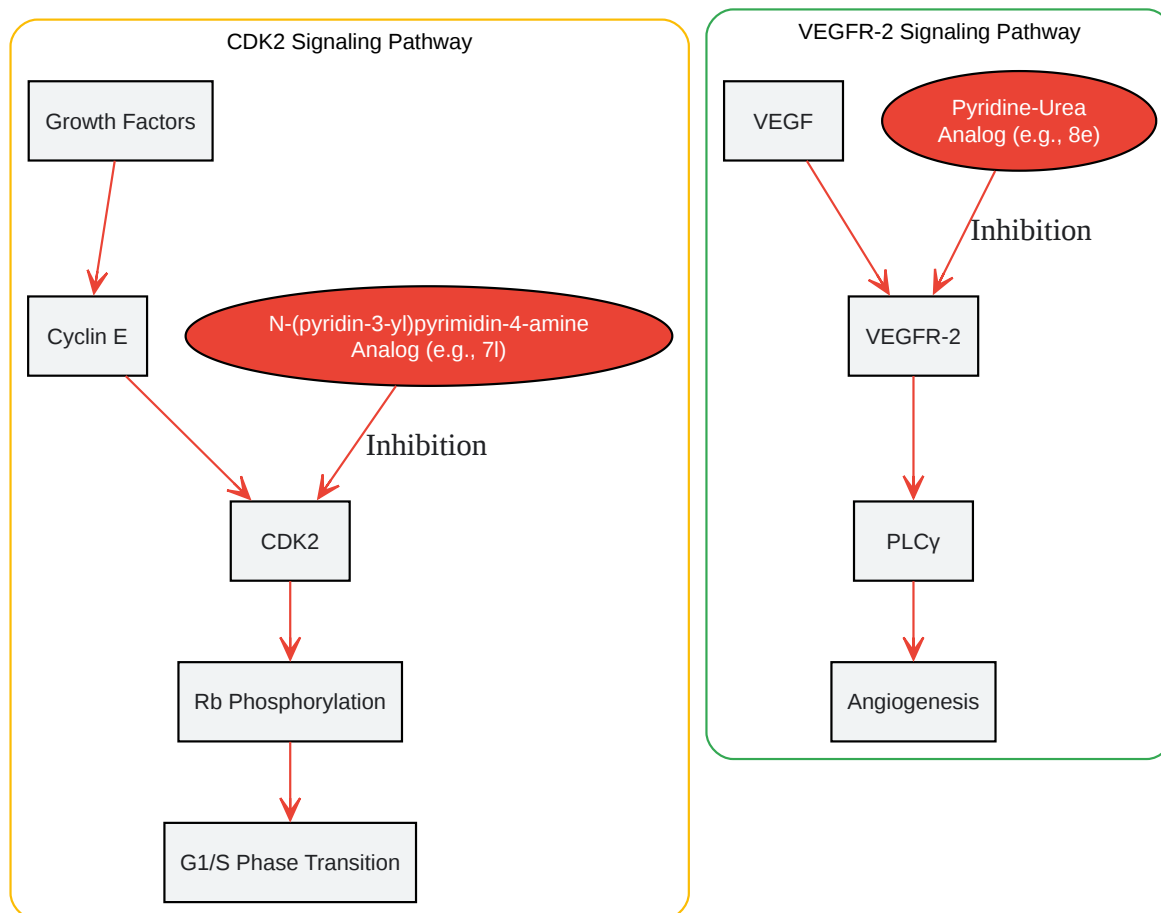 CDK2 Signaling Pathway
Growth Factors
Cyclin E
N-(pyridin-3-yl)pyrimidin-4-amine
Analog (e.g., 7l)
Inhibition
CDK2
Rb Phosphorylation
G1/S Phase Transition
VEGFR-2 Signaling Pathway
VEGF
Pyridine-Urea
Analog (e.g., 8e)
Inhibition
VEGFR-2
PLCγ
Angiogenesis